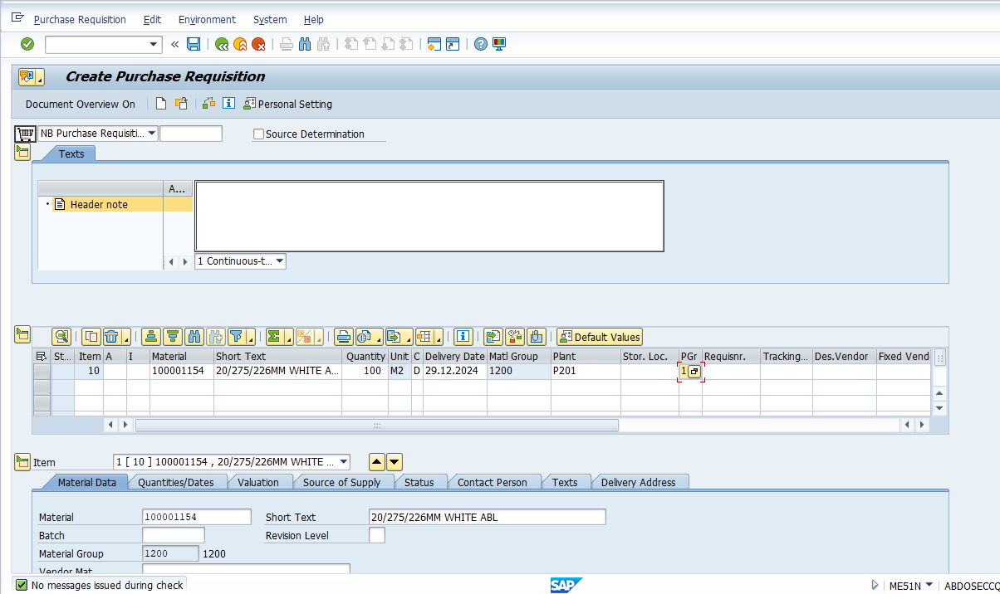 Purchase Requisition Edit Environment System Help
Create Purchase Requisition
Document Overview On Personal Setting
NB Purchase Requisiti... Source Determination
Texts
A...
Header note
1 Continuous-t...
Default Values
St... Item A I Material Short Text Quantity Unit C Delivery Date Matl Group Plant Stor. Loc. PGr Requisnr. Tracking... Des.Vendor Fixed Vend
10 100001154 20/275/226MM WHITE A... 100 M2 D 29.12.2024 1200 P201 1
Item 1 [ 10 ] 100001154 , 20/275/226MM WHITE ...
Material Data Quantities/Dates Valuation Source of Supply Status Contact Person Texts Delivery Address
Material 100001154 Short Text 20/275/226MM WHITE ABL
Batch Revision Level
Material Group 1200 1200
Vendor Mat.
No messages issued during check SAP ME51N ABDOSECCQ